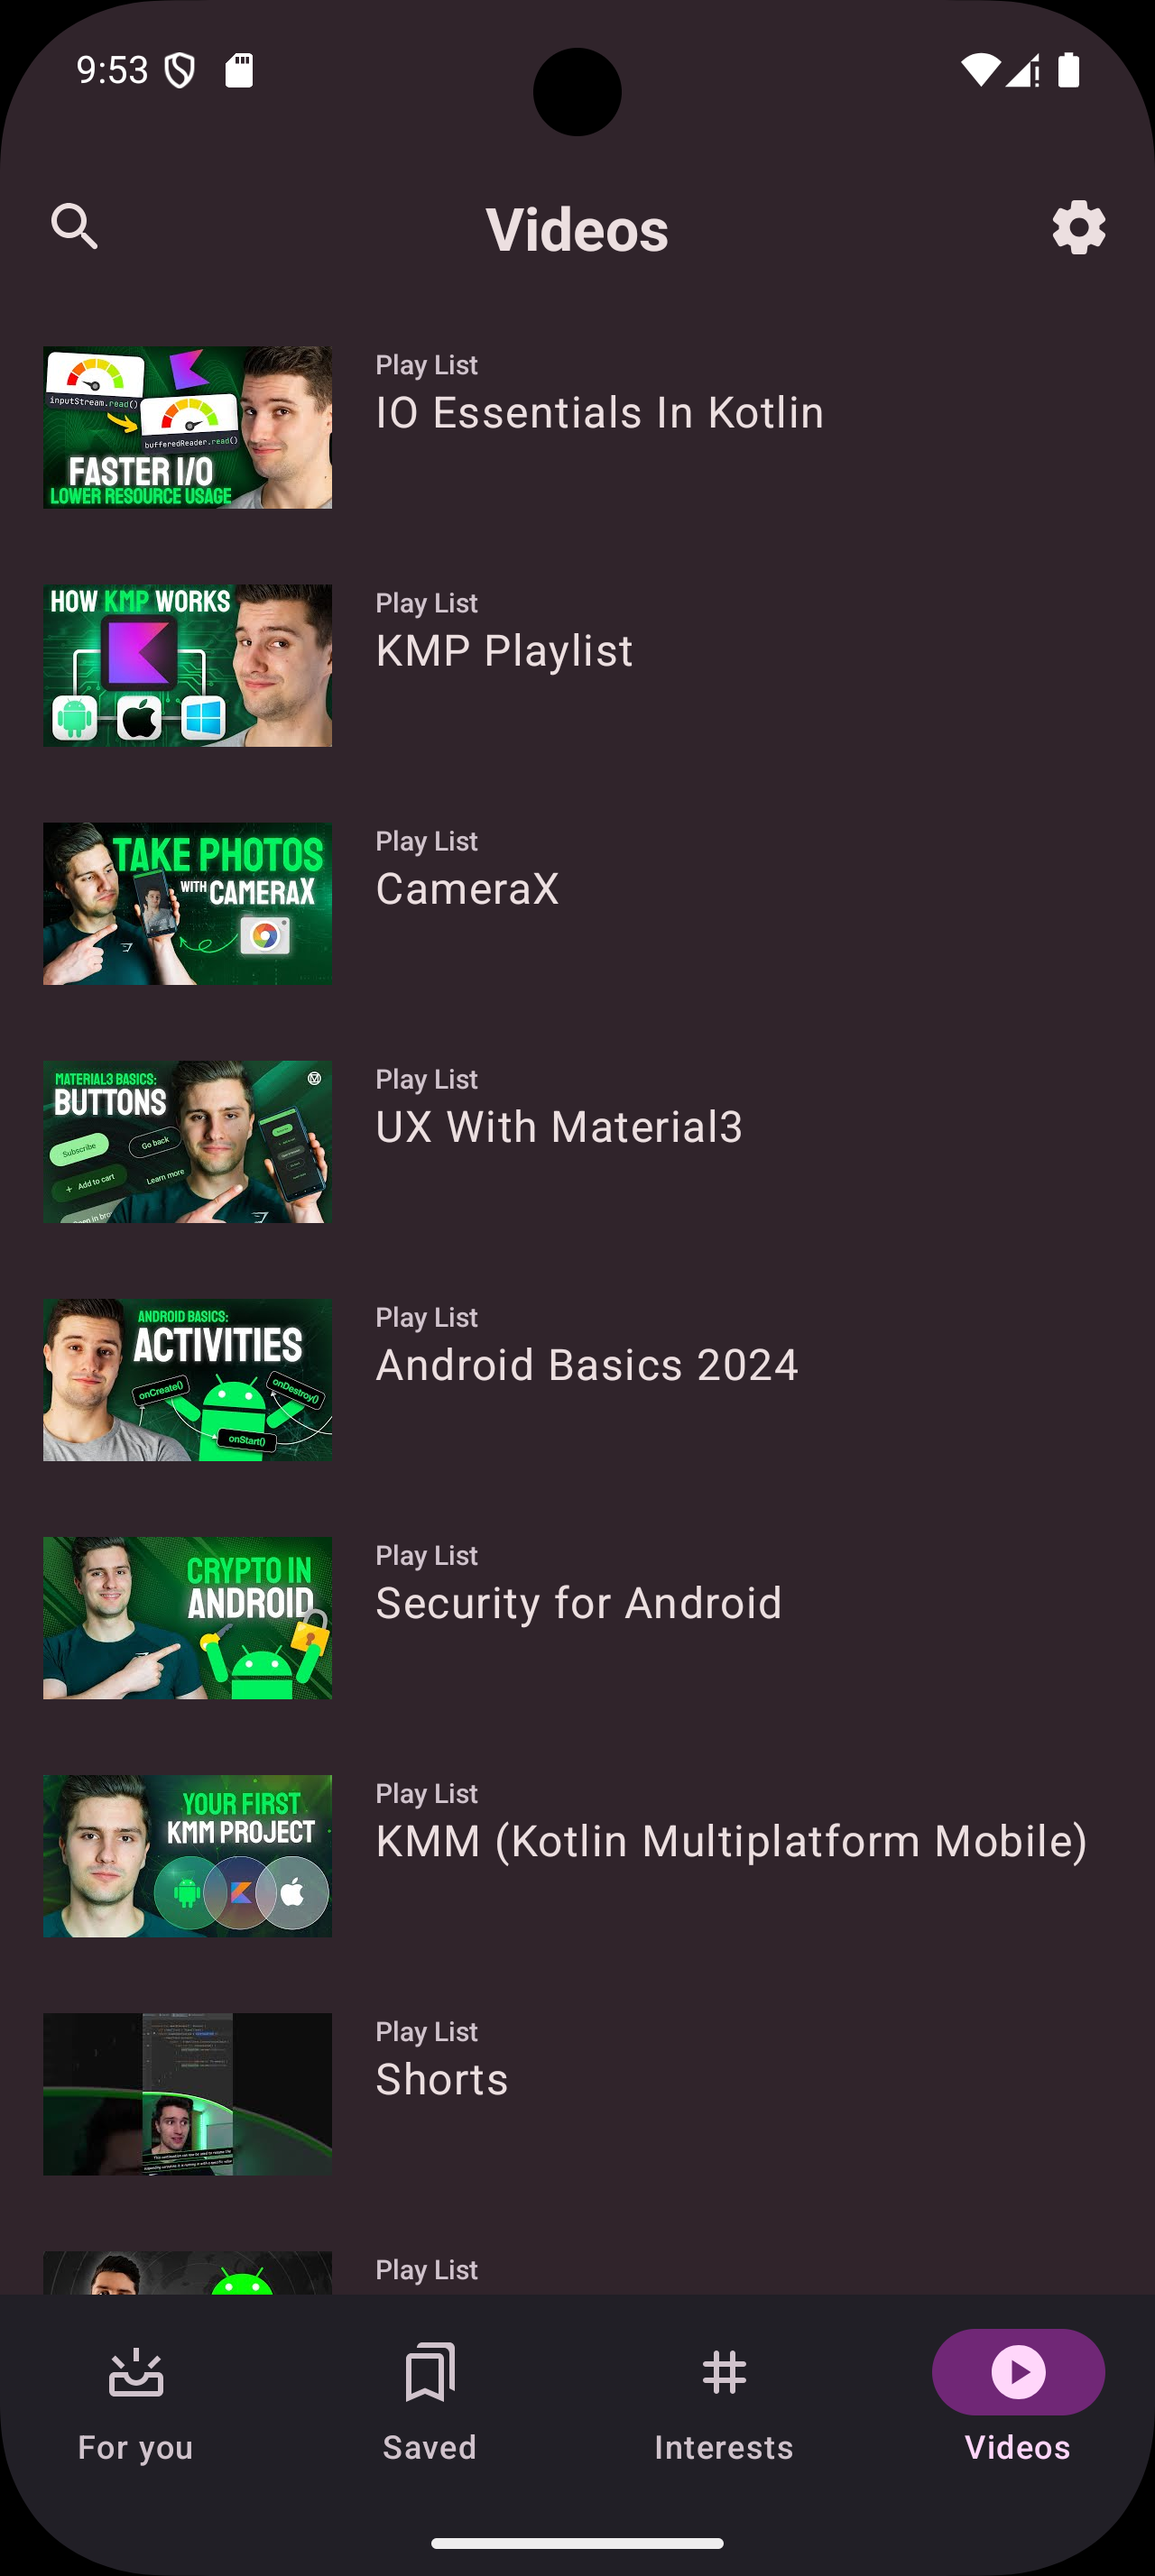 9:53
Videos
inputStream.read()
bufferedReader.read()
FASTER I/O
LOWER RESOURCE USAGE
Play List
IO Essentials In Kotlin
HOW KMP WORKS
Play List
KMP Playlist
TAKE PHOTOS
WITH CAMERAX
Play List
CameraX
MATERIAL3 BASICS:
BUTTONS
Subscribe
Go back
+ Add to cart
Learn more
Play List
UX With Material3
ANDROID BASICS:
ACTIVITIES
onCreate()
onDestroy()
onStart()
Play List
Android Basics 2024
CRYPTO IN
ANDROID
Play List
Security for Android
YOUR FIRST
KMM PROJECT
Play List
KMM (Kotlin Multiplatform Mobile)
Play List
Shorts
Play List
For you
Saved
Interests
Videos